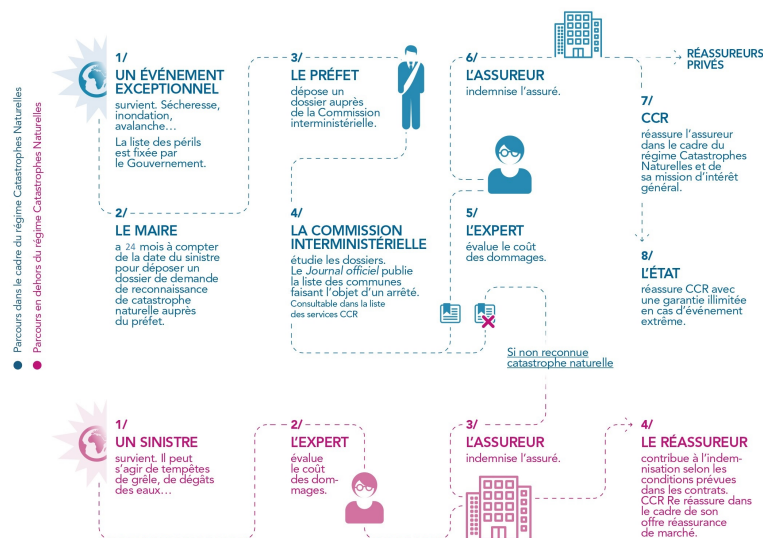 Parcours dans le cadre du régime Catastrophes Naturelles
Parcours en dehors du régime Catastrophes Naturelles
1/
UN ÉVÉNEMENT
EXCEPTIONNEL
survient. Sécheresse,
inondation,
avalanche…
La liste des périls
est fixée par
le Gouvernement.
2/
LE MAIRE
a 24 mois à compter
de la date du sinistre
pour déposer un
dossier de demande
de reconnaissance
de catastrophe
naturelle auprès
du préfet.
3/
LE PRÉFET
dépose un
dossier auprès
de la Commission
interministérielle.
4/
LA COMMISSION
INTERMINISTÉRIELLE
étudie les dossiers.
Le Journal officiel publie
la liste des communes
faisant l'objet d'un arrêté.
Consultable dans la liste
des services CCR
5/
L'EXPERT
évalue le coût
des dommages.
6/
L'ASSUREUR
indemnise l'assuré.
RÉASSUREURS
PRIVÉS
7/
CCR
réassure l'assureur
dans le cadre du
régime Catastrophes
Naturelles et de
sa mission d'intérêt
général.
8/
L'ÉTAT
réassure CCR avec
une garantie illimitée
en cas d'événement
extrême.
Si non reconnue
catastrophe naturelle
1/
UN SINISTRE
survient. Il peut
s'agir de tempêtes
de grêle, de dégâts
des eaux…
2/
L'EXPERT
évalue
le coût
des dom-
mages.
3/
L'ASSUREUR
indemnise l'assuré.
4/
LE RÉASSUREUR
contribue à l'indem-
nisation selon les
conditions prévues
dans les contrats.
CCR Re réassure dans
le cadre de son
offre réassurance
de marché.